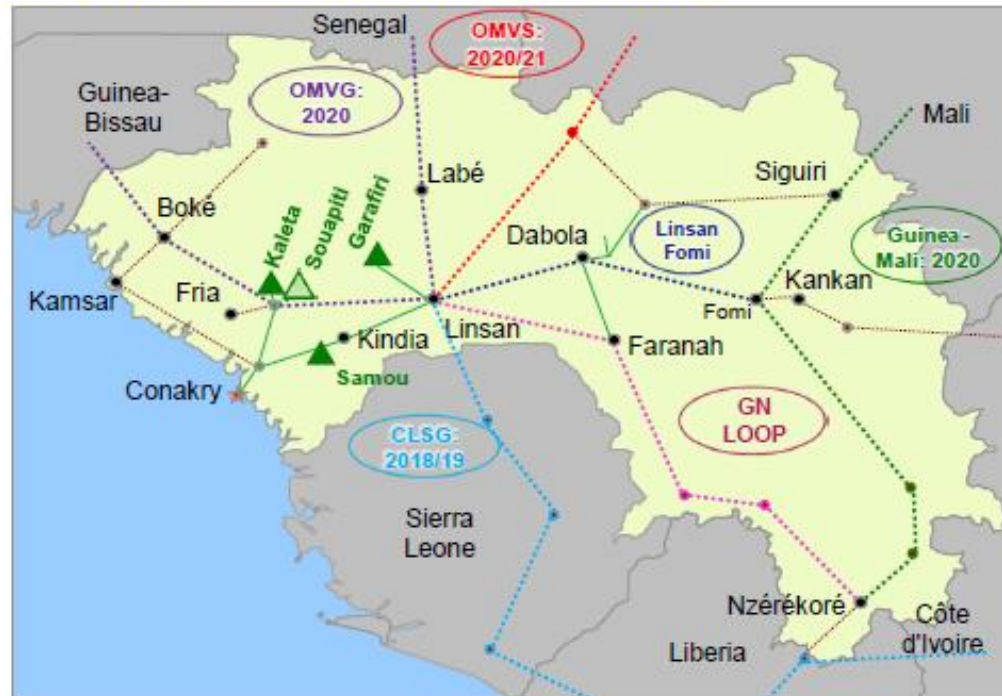 Senegal
OMVS:
2020/21
Guinea-
Bissau
OMVG:
2020
Mali
Labé
Siguiri
Boké
Kaleta
Souapiti
Garafiri
Dabola
Linsan
Fomi
Guinea -
Mali: 2020
Kamsar
Fria
Kankan
Fomi
Linsan
Kindia
Faranah
Samou
Conakry
GN
LOOP
CLSG:
2018/19
Sierra
Leone
Nzérékoré
Côte
d'Ivoire
Liberia